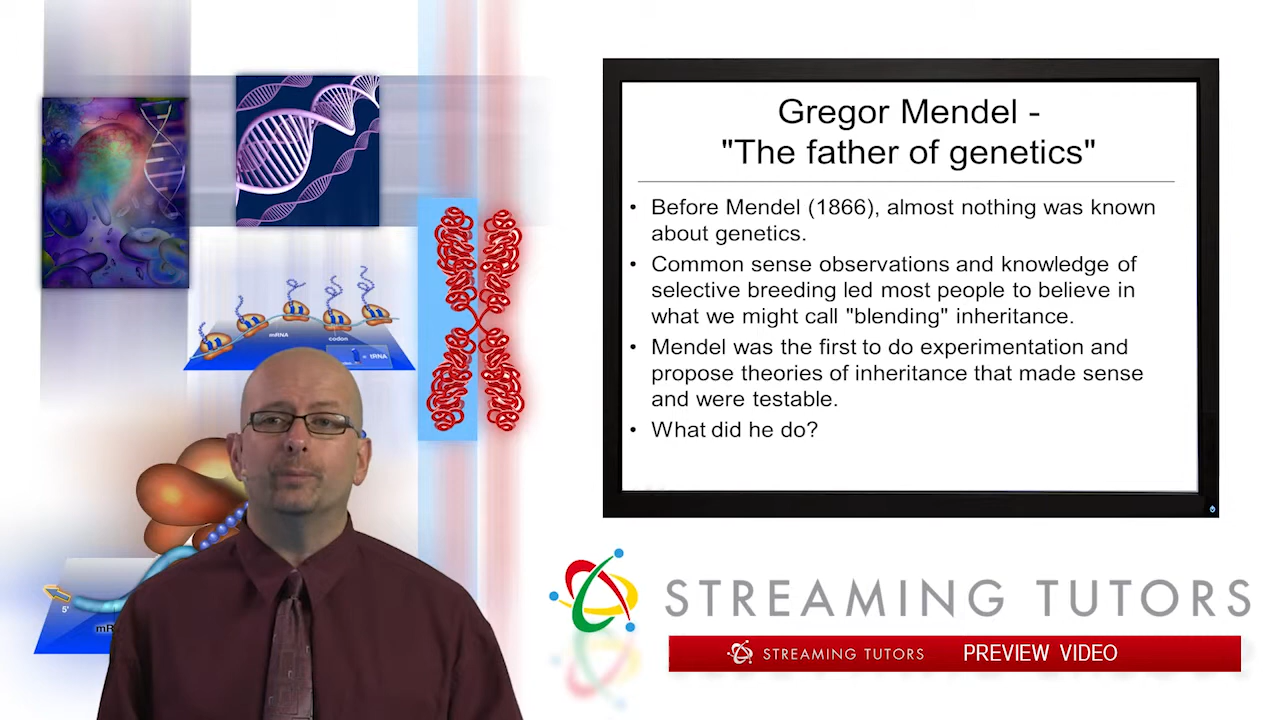 Gregor Mendel -
"The father of genetics"
• Before Mendel (1866), almost nothing was known
about genetics.
• Common sense observations and knowledge of
selective breeding led most people to believe in
what we might call "blending" inheritance.
• Mendel was the first to do experimentation and
propose theories of inheritance that made sense
and were testable.
• What did he do?
mRNA
codon
= tRNA
5'
mR
STREAMING TUTORS
STREAMING TUTORS PREVIEW VIDEO